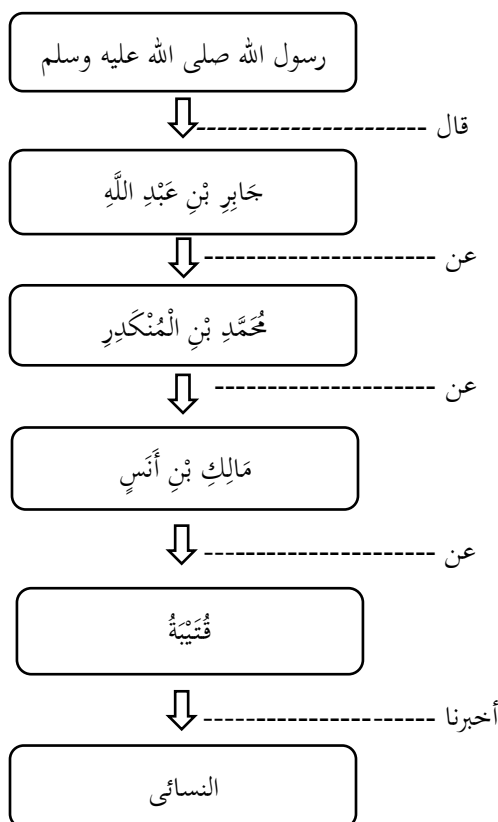 رسول الله صلى الله عليه وسلم
قال
جَابِرِ بْنِ عَبْدِ اللَّهِ
عن
مُحَمَّدِ بْنِ الْمُنْكَدِرِ
عن
مَالِكِ بْنِ أَنَسٍ
عن
قُتَيْبَةُ
أخبرنا
النسائى